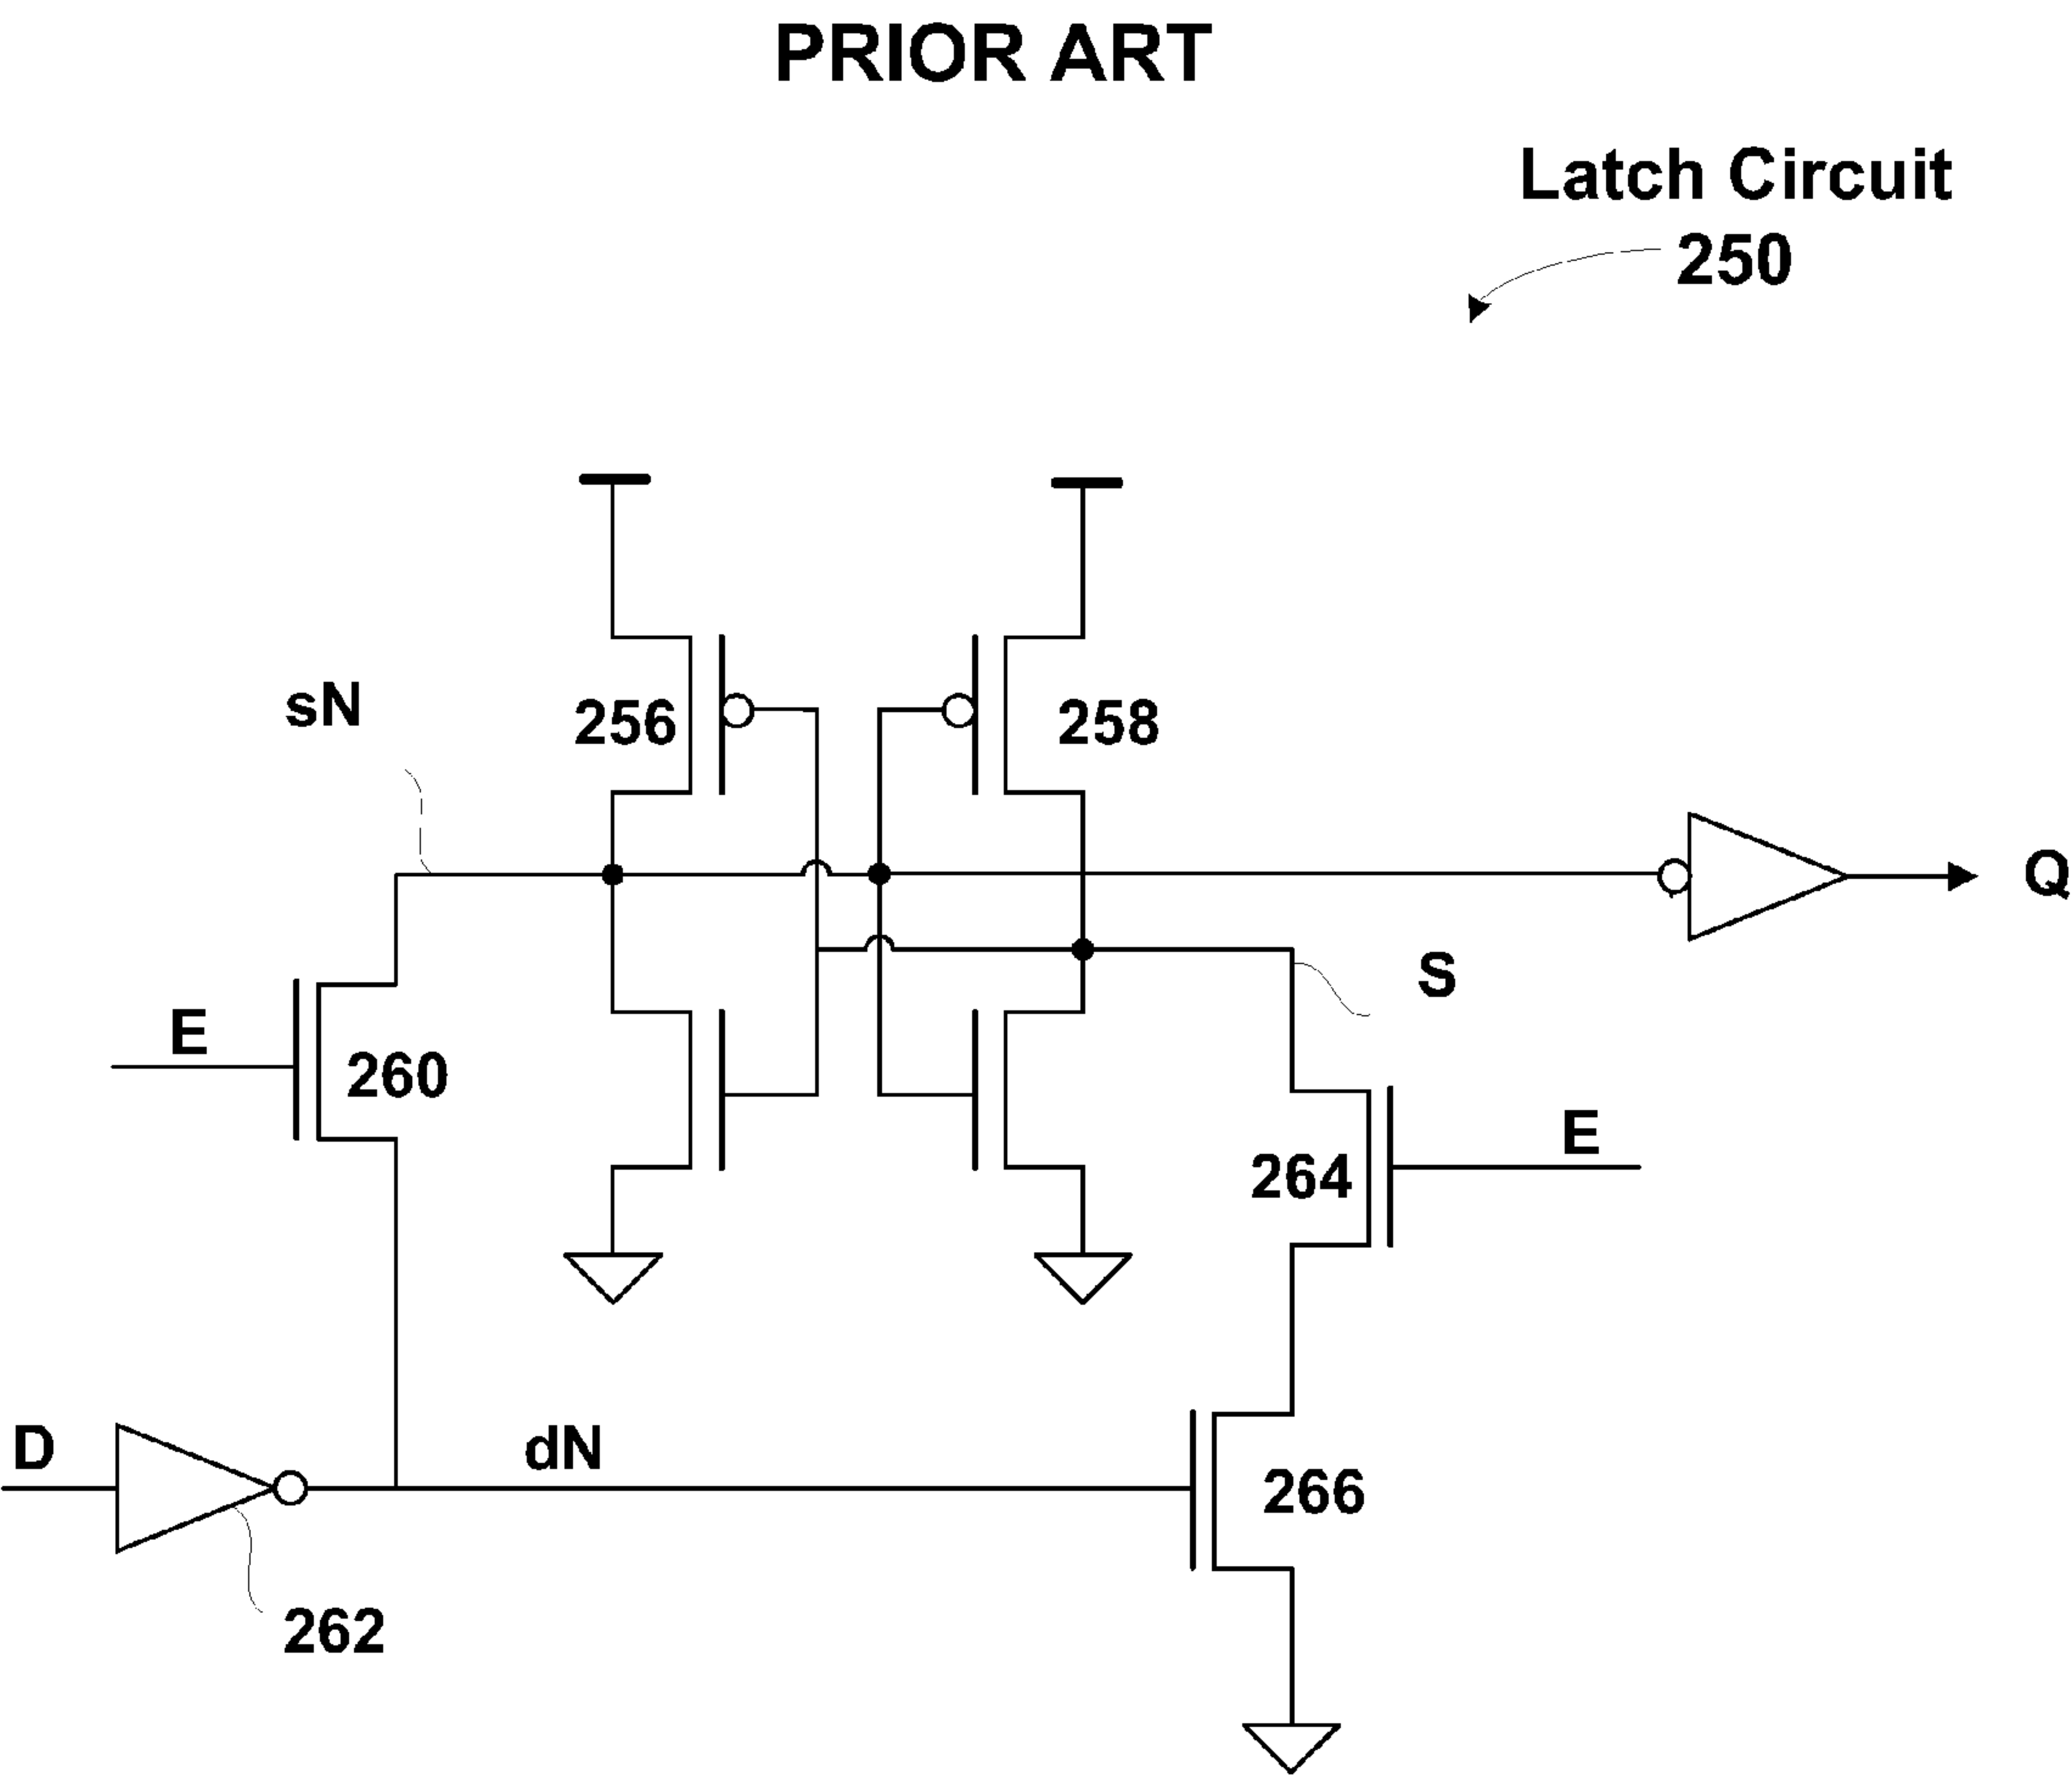 PRIOR ART
Latch Circuit
250
sN
256
258
Q
S
E
260
E
264
D
dN
266
262